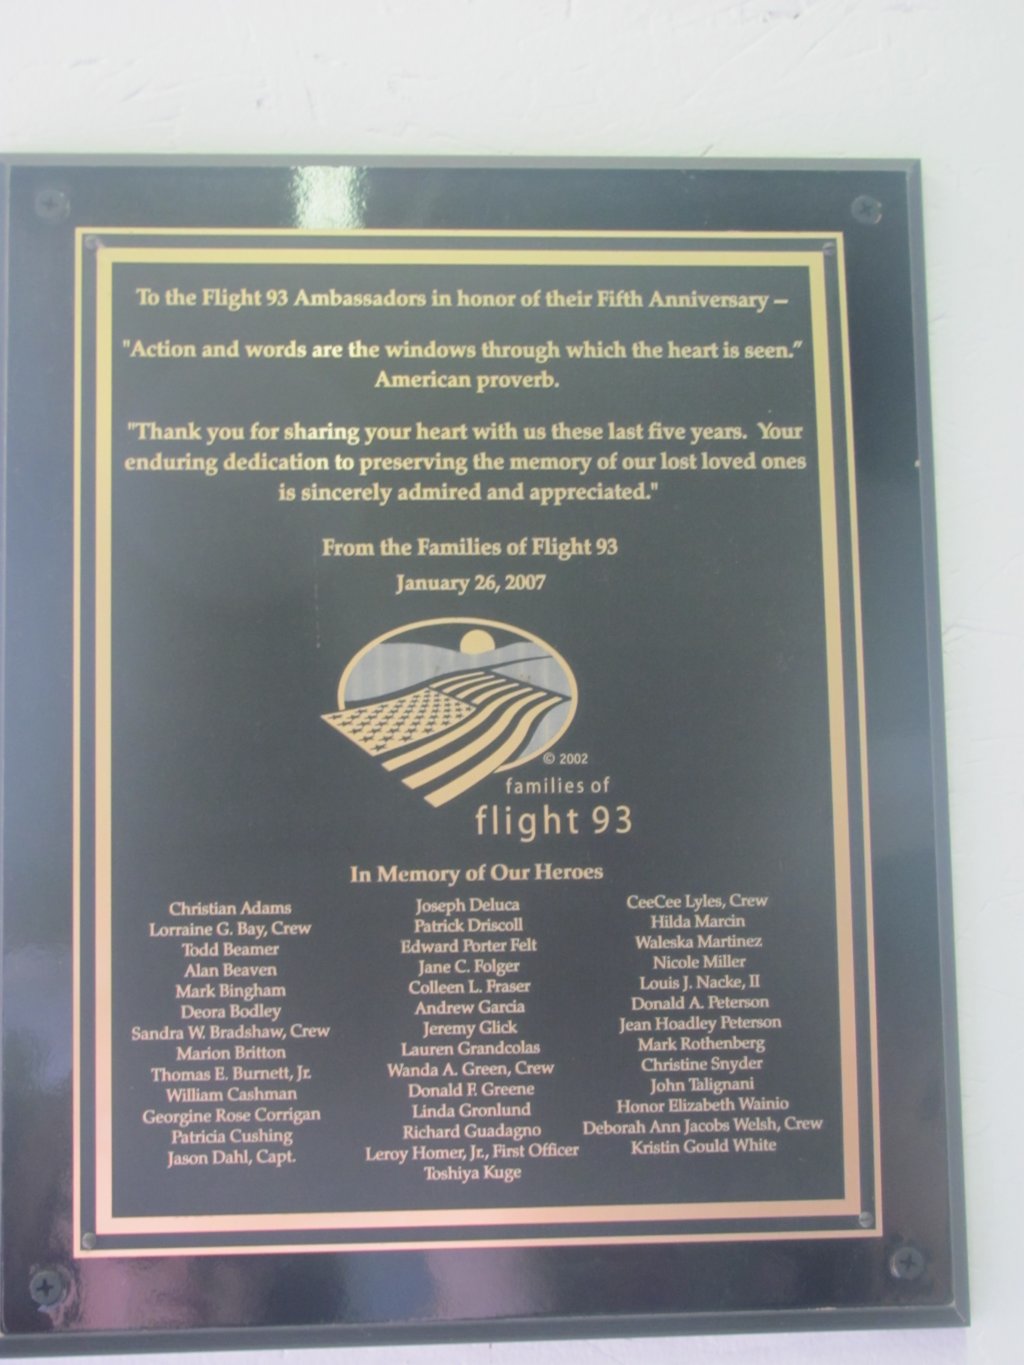 To the Flight 93 Ambassadors in honor of their Fifth Anniversary –
"Action and words are the windows through which the heart is seen."
American proverb.
"Thank you for sharing your heart with us these last five years. Your
enduring dedication to preserving the memory of our lost loved ones
is sincerely admired and appreciated."
From the Families of Flight 93
January 26, 2007
© 2002
families of
flight 93
In Memory of Our Heroes
Christian Adams
Lorraine G. Bay, Crew
Todd Beamer
Alan Beaven
Mark Bingham
Deora Bodley
Sandra W. Bradshaw, Crew
Marion Britton
Thomas E. Burnett, Jr.
William Cashman
Georgine Rose Corrigan
Patricia Cushing
Jason Dahl, Capt.
Joseph Deluca
Patrick Driscoll
Edward Porter Felt
Jane C. Folger
Colleen L. Fraser
Andrew Garcia
Jeremy Glick
Lauren Grandcolas
Wanda A. Green, Crew
Donald F. Greene
Linda Gronlund
Richard Guadagno
Leroy Homer, Jr., First Officer
Toshiya Kuge
CeeCee Lyles, Crew
Hilda Marcin
Waleska Martinez
Nicole Miller
Louis J. Nacke, II
Donald A. Peterson
Jean Hoadley Peterson
Mark Rothenberg
Christine Snyder
John Talignani
Honor Elizabeth Wainio
Deborah Ann Jacobs Welsh, Crew
Kristin Gould White